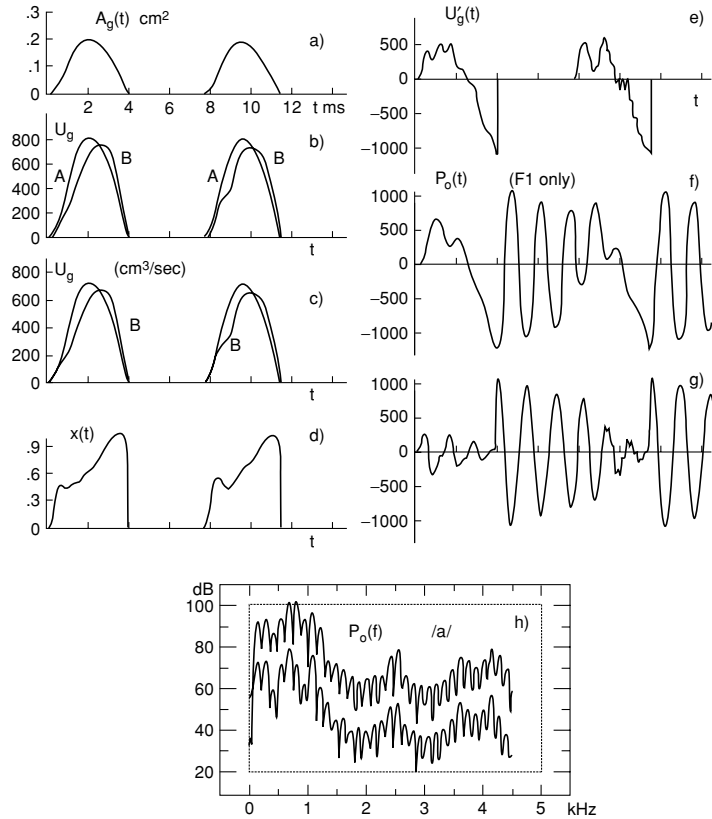 A_g(t) cm²
a)
.3
.2
.1
0
2 4 6 8 10 12 t ms
U_g
b)
800
600
400
200
0
A
B
A
B
t
U_g (cm³/sec)
c)
800
600
400
200
0
B
B
t
x(t)
d)
.9
.6
.3
0
t
U′_g(t)
e)
500
0
−500
−1000
t
P_o(t) (F1 only)
f)
1000
500
0
−500
−1000
g)
1000
500
0
−500
−1000
dB
100
80
60
40
20
P_o(f) /a/ h)
0 1 2 3 4 5 kHz